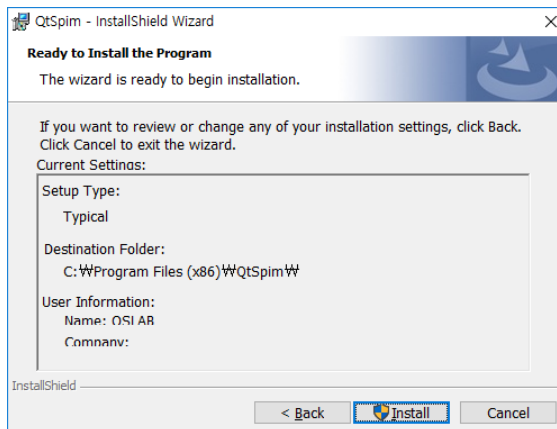 QtSpim - InstallShield Wizard
Ready to Install the Program
The wizard is ready to begin installation.
If you want to review or change any of your installation settings, click Back.
Click Cancel to exit the wizard.
Current Settings:
Setup Type:
Typical
Destination Folder:
C:₩Program Files (x86)₩QtSpim₩
User Information:
Name: OSLAB
Company:
InstallShield
< Back Install Cancel